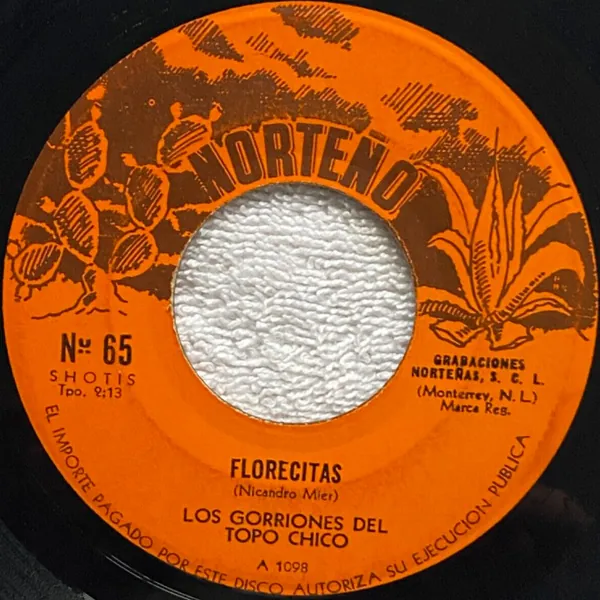 NORTEÑO
Nº 65
SHOTIS
Tpo. 2;13
GRABACIONES
NORTEÑAS, S. C. L.
(Monterrey, N. L.)
Marca Reg.
FLORECITAS
(Nicandro Mier)
LOS GORRIONES DEL
TOPO CHICO
A 1098
EL IMPORTE PAGADO POR ESTE DISCO AUTORIZA SU EJECUCION PUBLICA